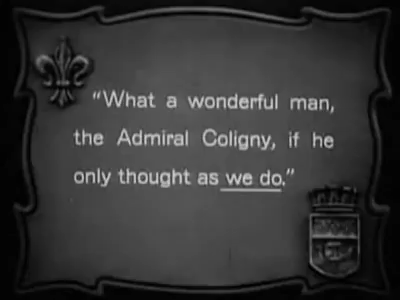 "What a wonderful man,
the Admiral Coligny, if he
only thought as we do."